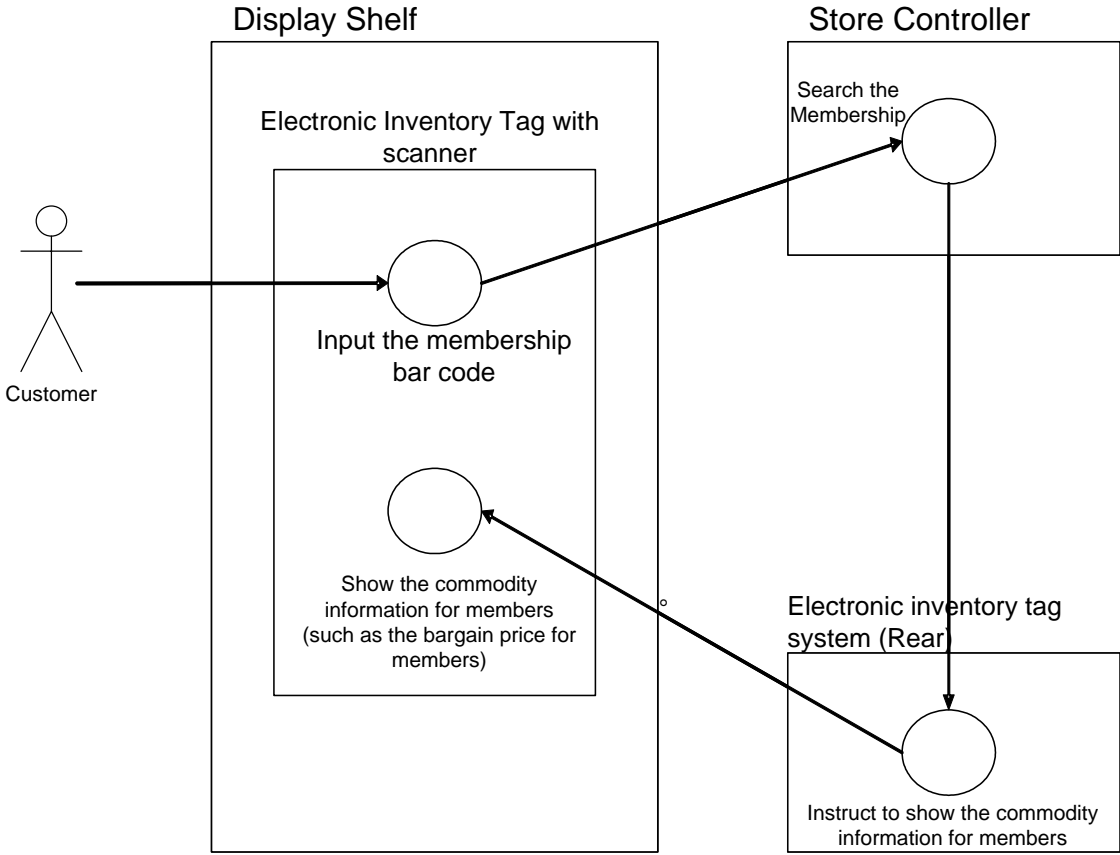 Display Shelf
Store Controller
Search the
Membership
Electronic Inventory Tag with
scanner
Input the membership
bar code
Customer
Show the commodity
information for members
(such as the bargain price for
members)
Electronic inventory tag
system (Rear)
Instruct to show the commodity
information for members